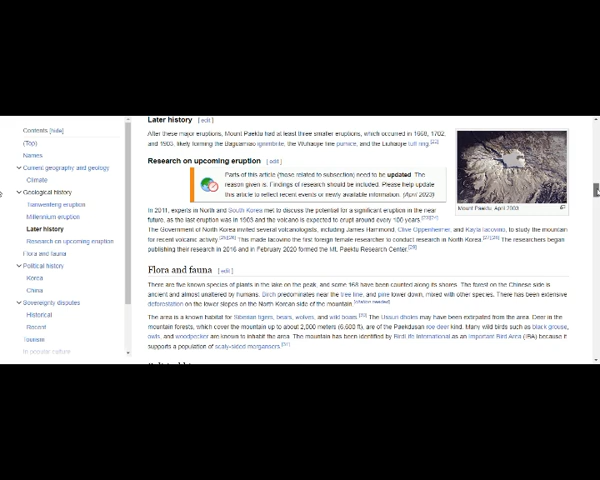 Contents [hide]
(Top)
Names
Current geography and geology
Climate
Geological history
Tianwenfeng eruption
Millennium eruption
Later history
Research on upcoming eruption
Flora and fauna
Political history
Korea
China
Sovereignty disputes
Historical
Recent
Tourism
In popular culture
Later history [edit]
After these major eruptions, Mount Paektu had at least three smaller eruptions, which occurred in 1668, 1702,
and 1903, likely forming the Baguamiao ignimbrite, the Wuhaojie fine pumice, and the Liuhaojie tuff ring.
Research on upcoming eruption [edit]
Parts of this article (those related to subsection) need to be updated. The
reason given is: Findings of research should be included. Please help update
this article to reflect recent events or newly available information. (April 2023)
In 2011, experts in North and South Korea met to discuss the potential for a significant eruption in the near
future, as the last eruption was in 1903 and the volcano is expected to erupt around every 100 years.
The Government of North Korea invited several volcanologists, including James Hammond, Clive Oppenheimer, and Kayla Iacovino, to study the mountain
for recent volcanic activity. This made Iacovino the first female researcher to conduct research in North Korea. The researchers began
publishing their research in 2016 and in February 2020 formed the Mt. Paektu Research Center.
Mount Paektu, April 2003
Flora and fauna [edit]
There are five known species of plants in the lake on the peak, and some 168 have been counted along its shores. The forest on the Chinese side is
ancient and almost unaltered by humans. Birch predominates near the tree line, and pine lower down, mixed with other species. There has been extensive
deforestation on the lower slopes on the North Korean side of the mountain.[citation needed]
The area is a known habitat for Siberian tigers, bears, wolves, and wild boars. The Ussuri dholes may have been extirpated from the area. Deer in the
mountain forests, which cover the mountain up to about 2,000 meters (6,600 ft), are of the Paekdusan roe deer kind. Many wild birds such as black grouse,
owls, and woodpecker are known to inhabit the area. The mountain has been identified by BirdLife International as an Important Bird Area (IBA) because it
supports a population of scaly-sided mergansers.